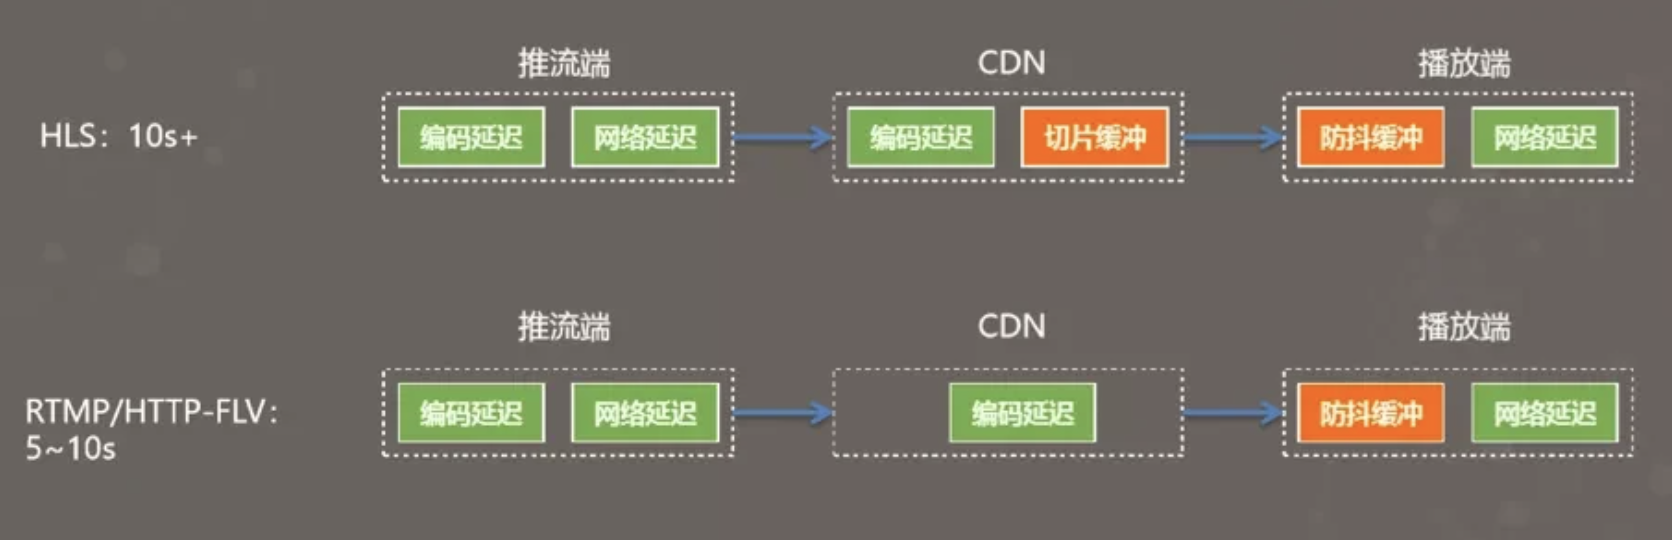 推流端 CDN 播放端
HLS：10s+ 编码延迟 网络延迟 编码延迟 切片缓冲 防抖缓冲 网络延迟
推流端 CDN 播放端
RTMP/HTTP-FLV： 编码延迟 网络延迟 编码延迟 防抖缓冲 网络延迟
5~10s